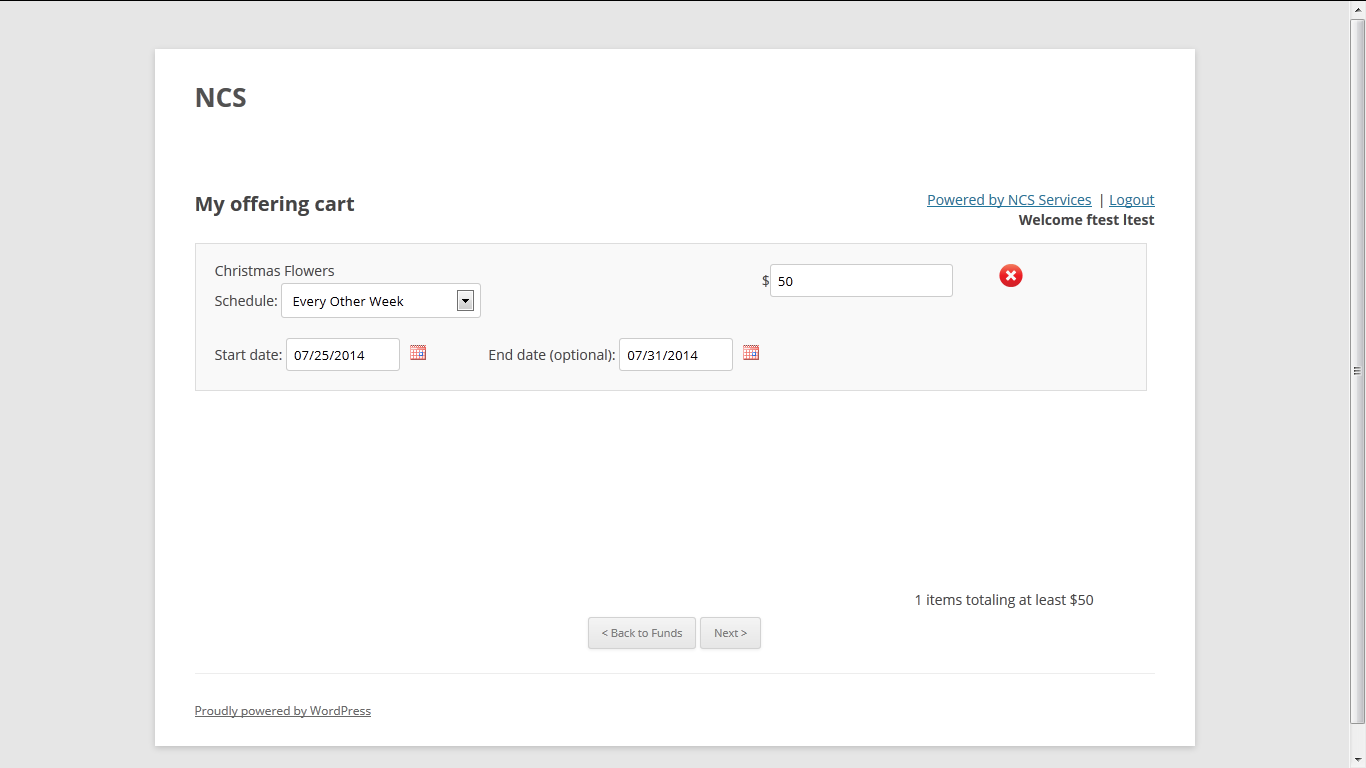 NCS
My offering cart
Powered by NCS Services | Logout
Welcome ftest ltest
Christmas Flowers
$ 50
Schedule: Every Other Week
Start date: 07/25/2014 End date (optional): 07/31/2014
1 items totaling at least $50
< Back to Funds Next >
Proudly powered by WordPress